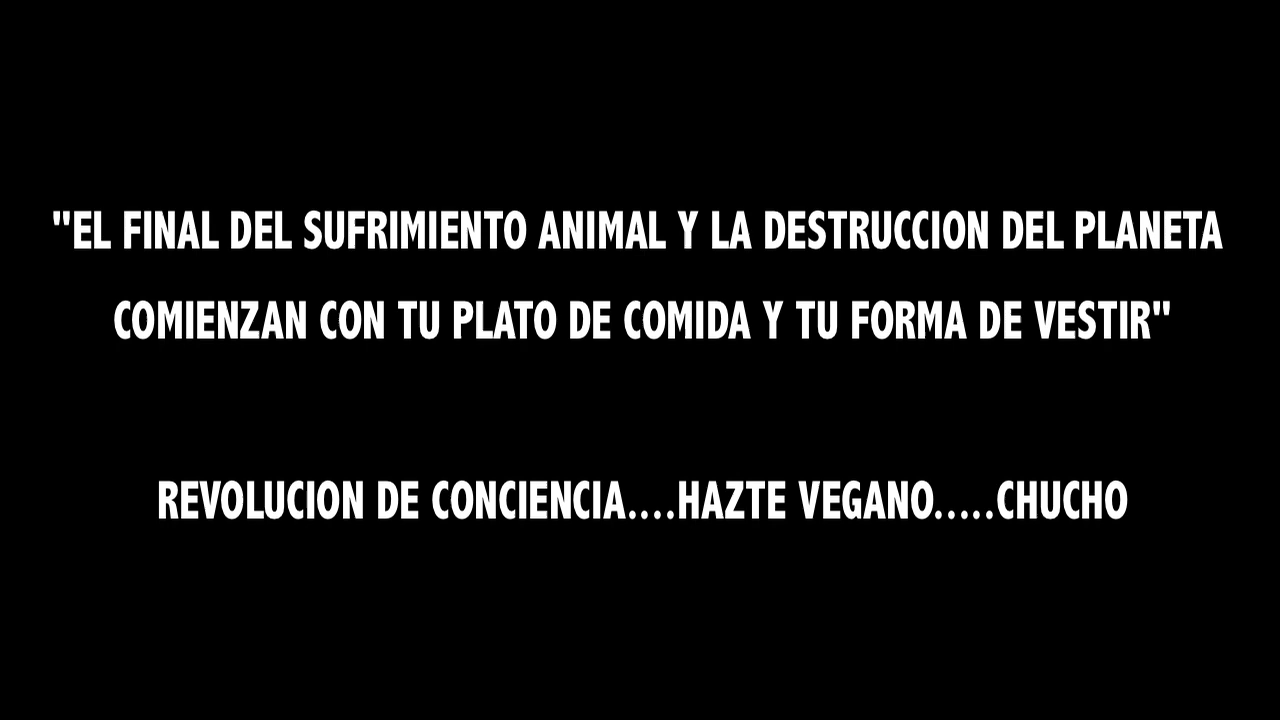 "EL FINAL DEL SUFRIMIENTO ANIMAL Y LA DESTRUCCION DEL PLANETA
COMIENZAN CON TU PLATO DE COMIDA Y TU FORMA DE VESTIR"
REVOLUCION DE CONCIENCIA....HAZTE VEGANO.....CHUCHO